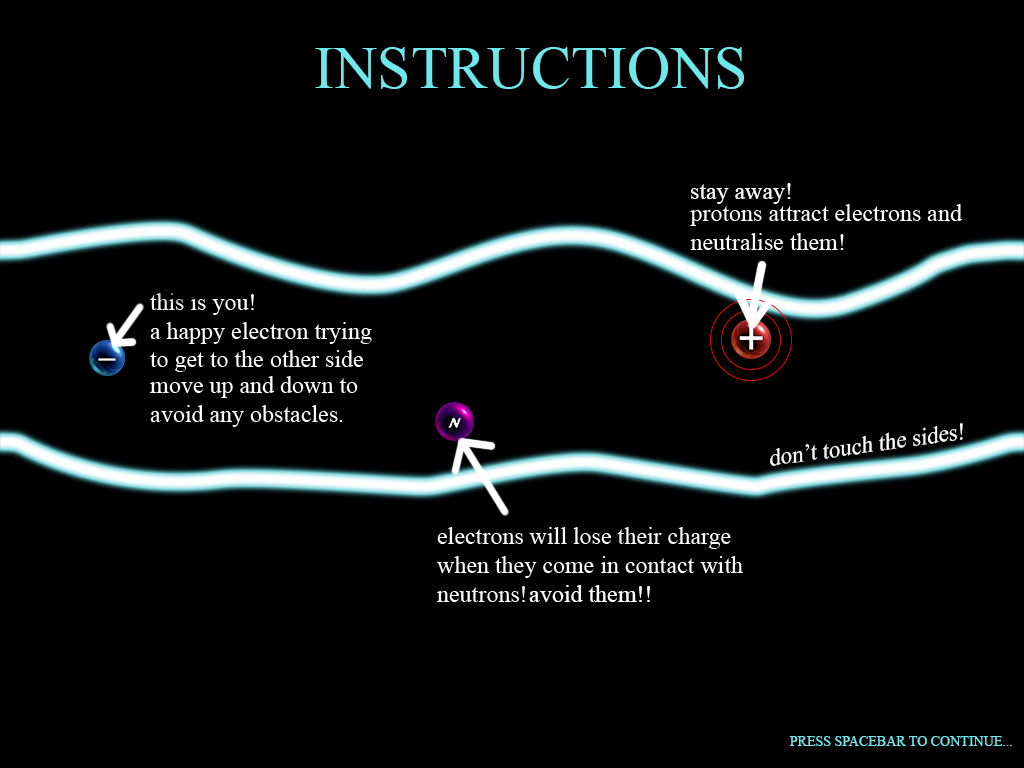 INSTRUCTIONS
stay away!
protons attract electrons and
neutralise them!
this is you!
a happy electron trying
to get to the other side
move up and down to
avoid any obstacles.
−
+
N
don't touch the sides!
electrons will lose their charge
when they come in contact with
neutrons! avoid them!!
PRESS SPACEBAR TO CONTINUE...